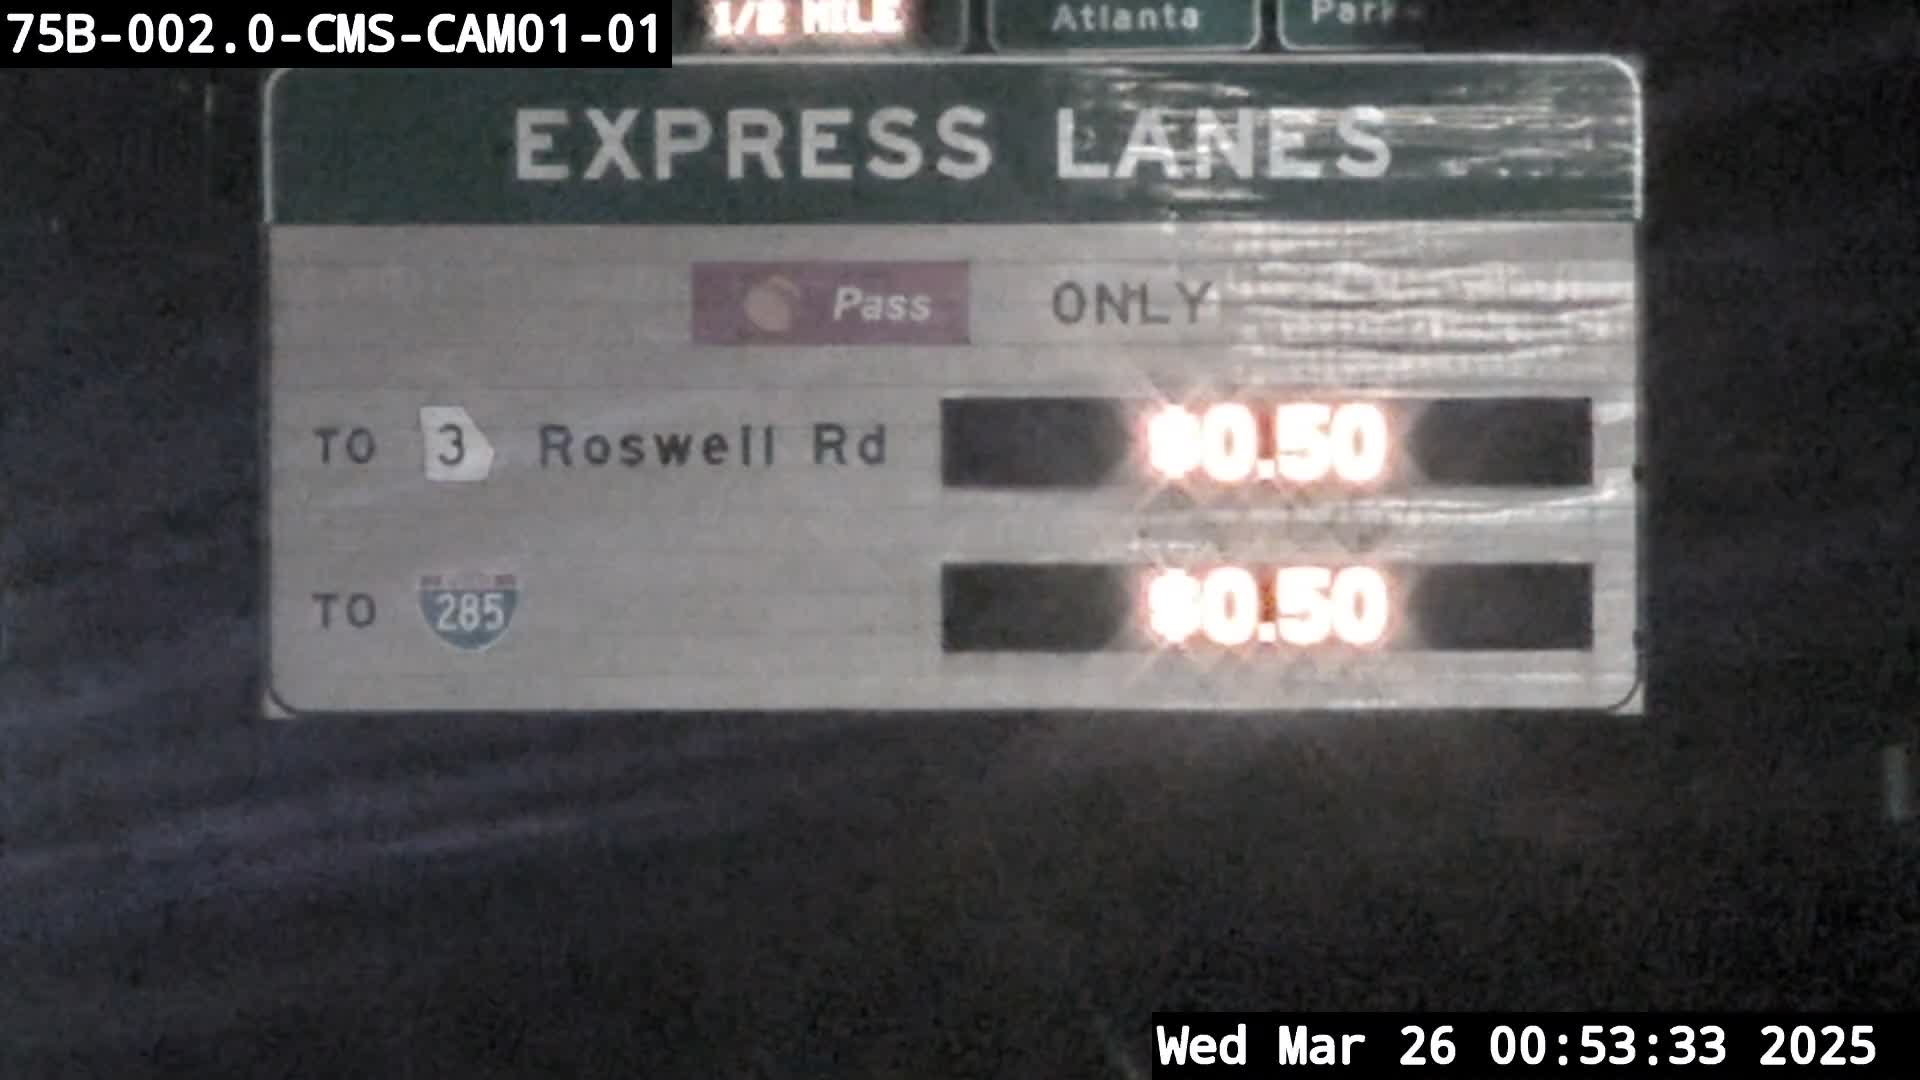 75B-002.0-CMS-CAM01-01
1/2 MILE
Atlanta
EXPRESS LANES
Pass ONLY
TO 3 Roswell Rd $0.50
TO 285 $0.50
Wed Mar 26 00:53:33 2025